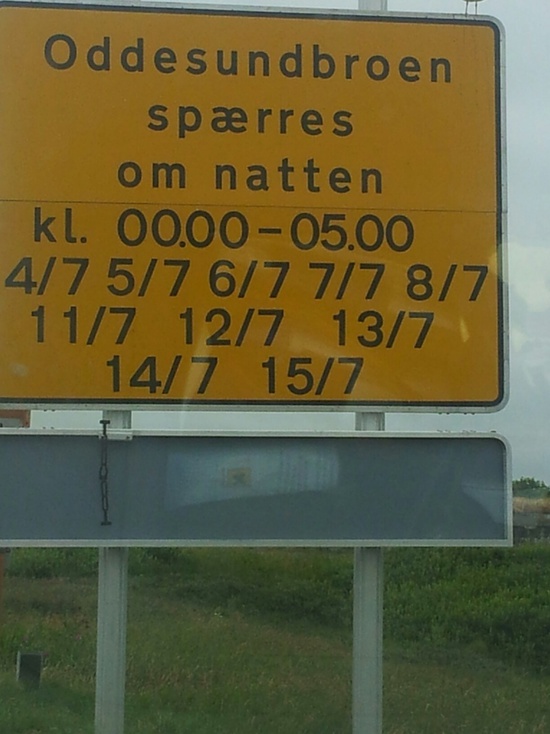 Oddesundbroen
spærres
om natten
kl. 00.00-05.00
4/7 5/7 6/7 7/7 8/7
11/7 12/7 13/7
14/7 15/7